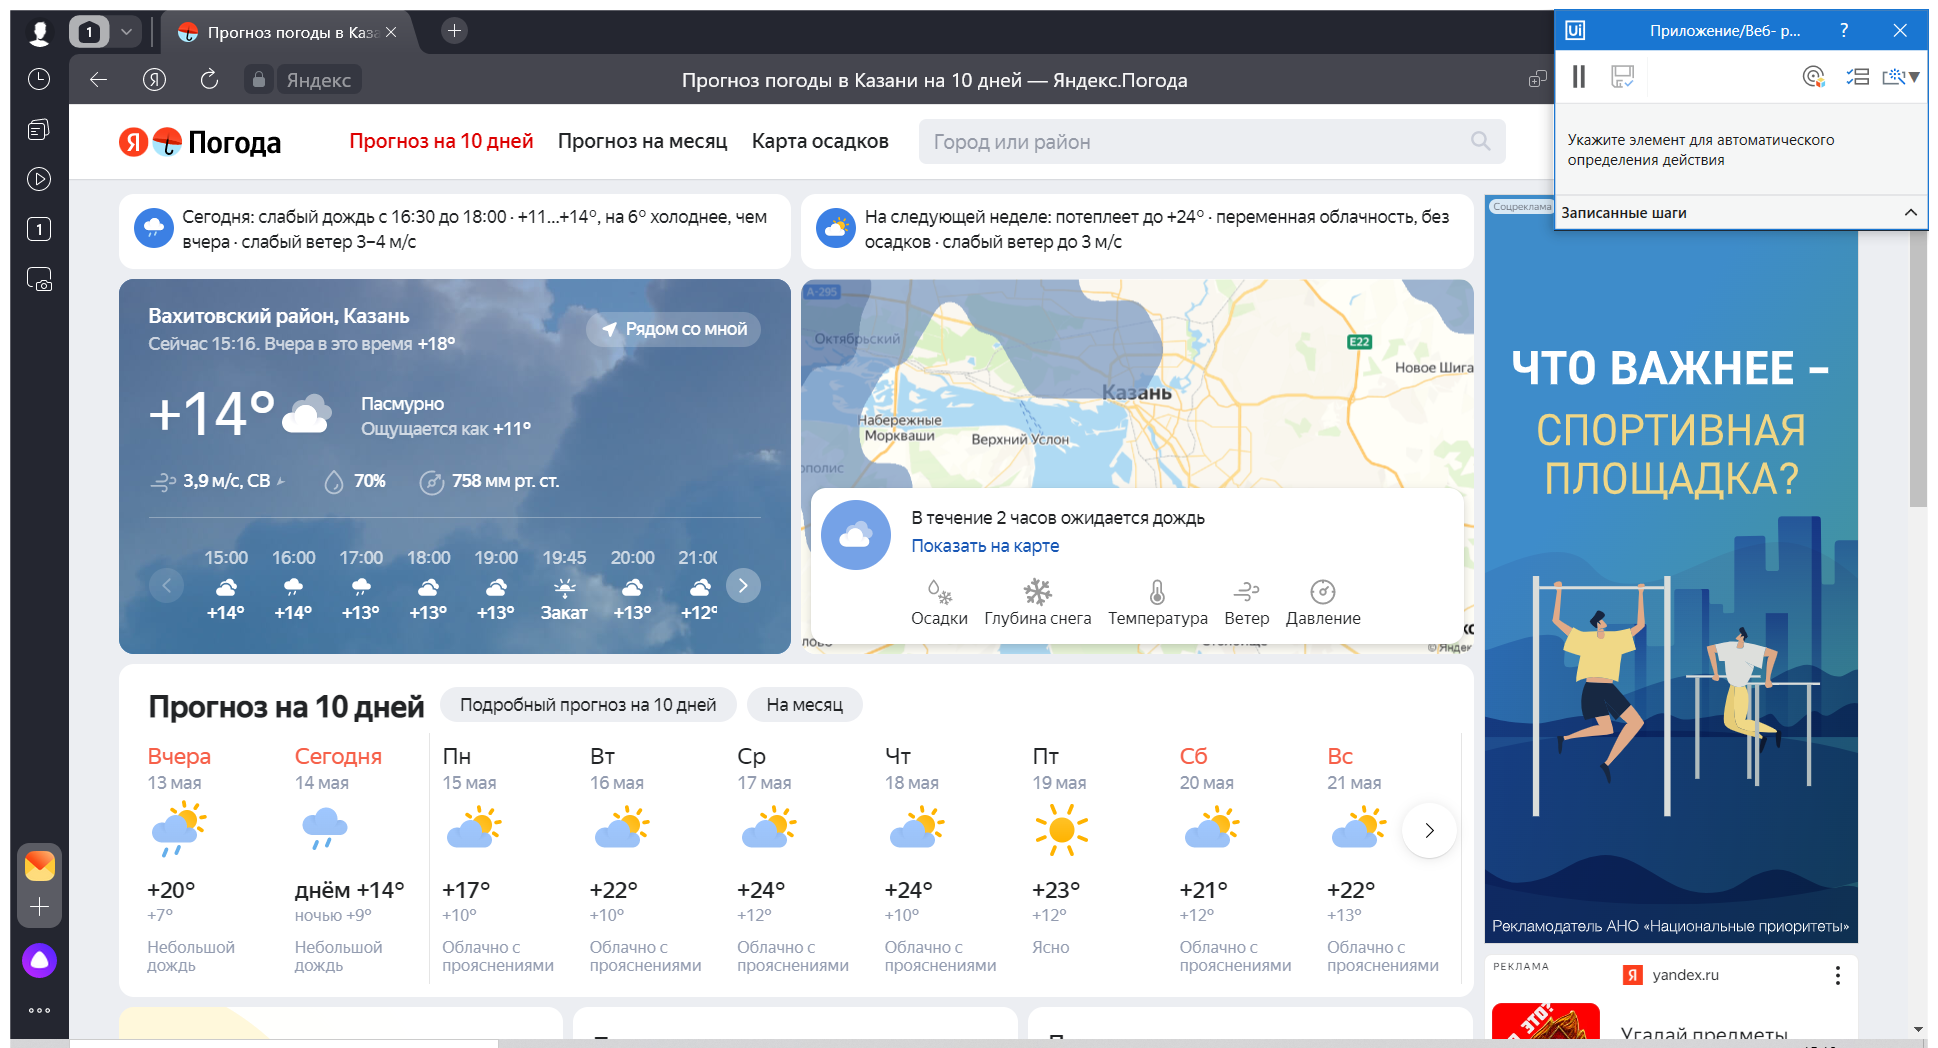 1
Прогноз погоды в Каза
Приложение/Веб- р...
?
Яндекс
Прогноз погоды в Казани на 10 дней — Яндекс.Погода
Укажите элемент для автоматического
определения действия
Записанные шаги
Я Погода
Прогноз на 10 дней
Прогноз на месяц
Карта осадков
Город или район
1
Сегодня: слабый дождь с 16:30 до 18:00 · +11...+14°, на 6° холоднее, чем
вчера · слабый ветер 3–4 м/с
На следующей неделе: потеплеет до +24° · переменная облачность, без
осадков · слабый ветер до 3 м/с
Соцреклама
Вахитовский район, Казань
Сейчас 15:16. Вчера в это время +18°
Рядом со мной
+14°
Пасмурно
Ощущается как +11°
3,9 м/с, СВ
70%
758 мм рт. ст.
15:00 16:00 17:00 18:00 19:00 19:45 20:00 21:00
+14° +14° +13° +13° +13° Закат +13° +12°
А-295
Октябрьский
E22
Новое Шига
Казань
Набережные
Моркваши
Верхний Услон
ополис
В течение 2 часов ожидается дождь
Показать на карте
Осадки
Глубина снега
Температура
Ветер
Давление
© Яндек
ЧТО ВАЖНЕЕ –
СПОРТИВНАЯ
ПЛОЩАДКА?
Рекламодатель АНО «Национальные приоритеты»
Прогноз на 10 дней
Подробный прогноз на 10 дней
На месяц
Вчера Сегодня Пн Вт Ср Чт Пт Сб Вс
13 мая 14 мая 15 мая 16 мая 17 мая 18 мая 19 мая 20 мая 21 мая
+20° днём +14° +17° +22° +24° +24° +23° +21° +22°
+7° ночью +9° +10° +10° +12° +10° +12° +12° +13°
Небольшой Небольшой Облачно с Облачно с Облачно с Облачно с Ясно Облачно с Облачно с
дождь дождь прояснениями прояснениями прояснениями прояснениями прояснениями прояснениями
РЕКЛАМА
Я yandex.ru
ЭТО?
Угадай предметы